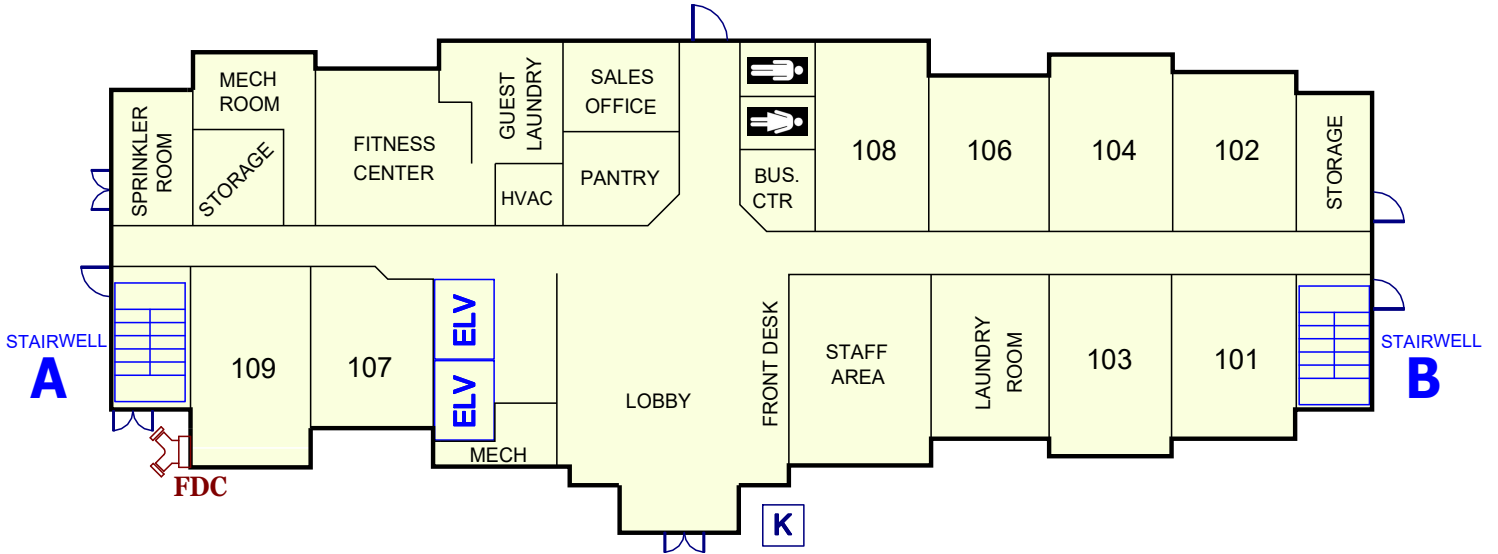 MECH
ROOM
SPRINKLER
ROOM
STORAGE
FITNESS
CENTER
GUEST
LAUNDRY
HVAC
SALES
OFFICE
PANTRY
BUS.
CTR
108
106
104
102
STORAGE
STAIRWELL
A
109
107
ELV
ELV
MECH
LOBBY
FRONT DESK
STAFF
AREA
LAUNDRY
ROOM
103
101
STAIRWELL
B
FDC
K